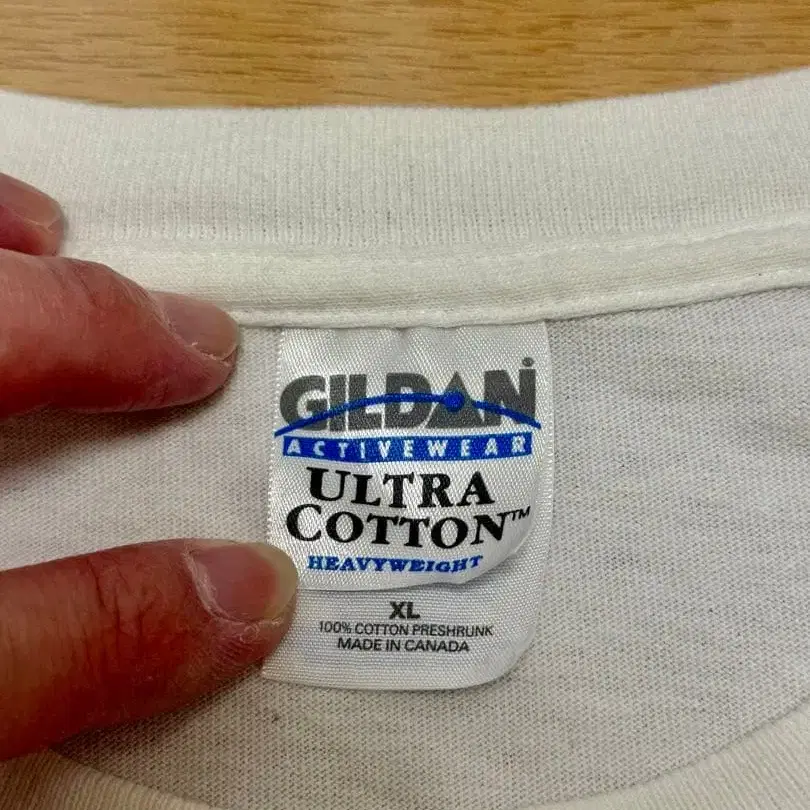 GILDAN®
ACTIVEWEAR
ULTRA
COTTON™
HEAVYWEIGHT
XL
100% COTTON PRESHRUNK
MADE IN CANADA